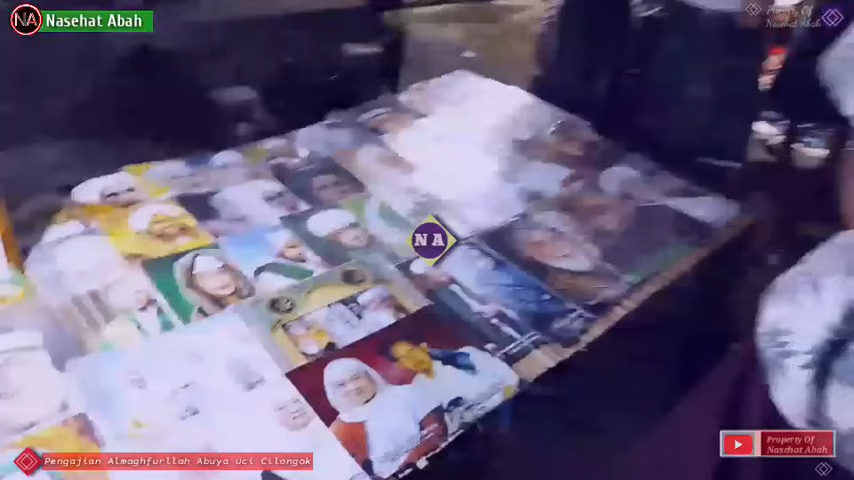 NA Nasehat Abah
Property Of
Nasehat Abah
NA
Pengajian Almaghfurllah Abuya Uci Cilongok
Property Of
Nasehat Abah